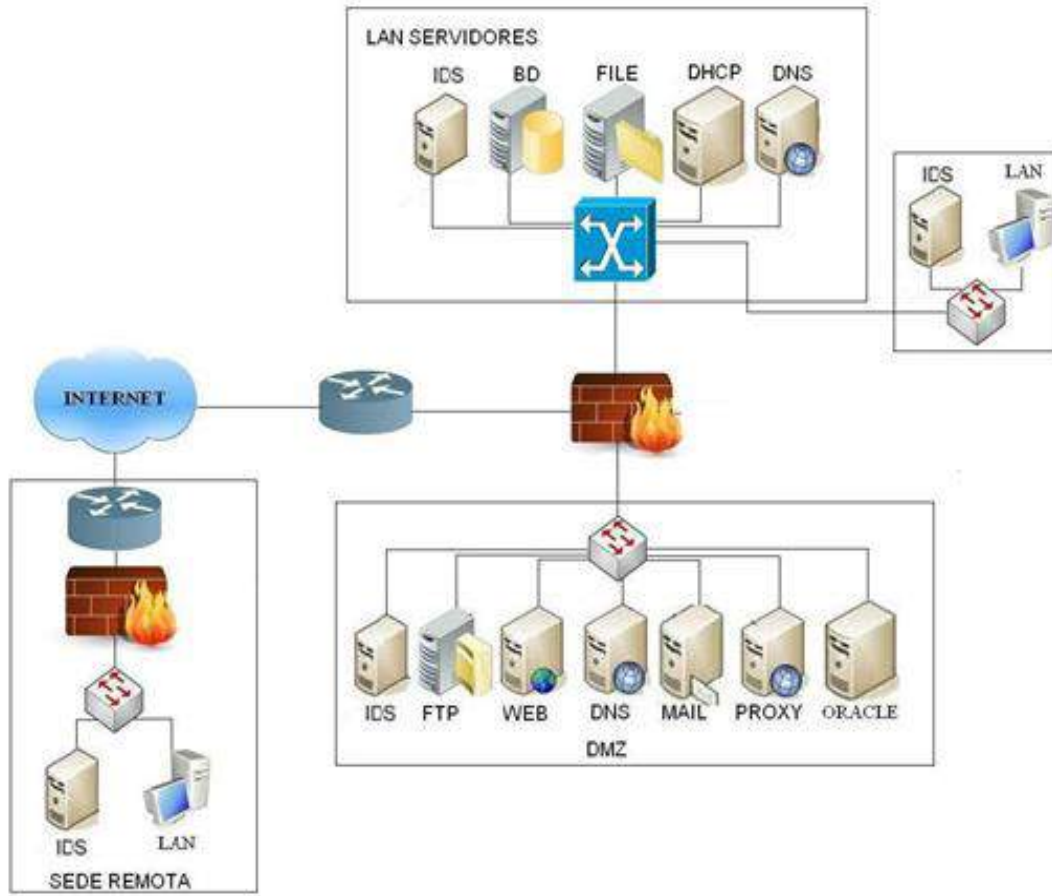 LAN SERVIDORES
IDS BD FILE DHCP DNS
IDS LAN
INTERNET
IDS FTP WEB DNS MAIL PROXY ORACLE
DMZ
IDS LAN
SEDE REMOTA